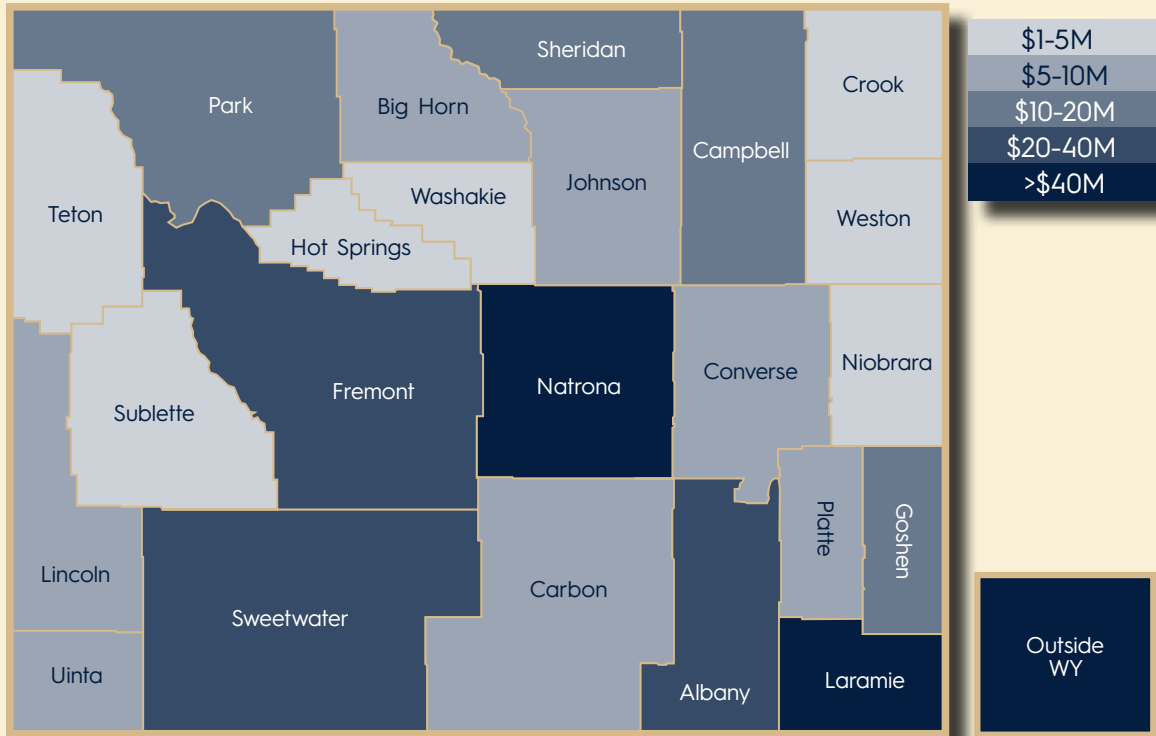 Sheridan
Park
Big Horn
Crook
Campbell
Johnson
Washakie
Teton
Weston
Hot Springs
Fremont
Natrona
Converse
Niobrara
Sublette
Platte
Goshen
Lincoln
Carbon
Sweetwater
Uinta
Albany
Laramie
$1-5M
$5-10M
$10-20M
$20-40M
>$40M
Outside
WY